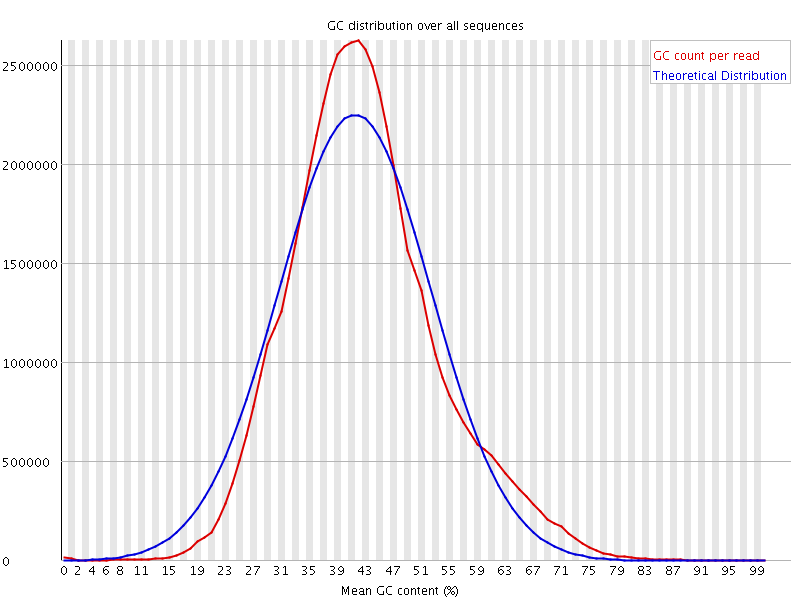 GC distribution over all sequences
GC count per read
Theoretical Distribution
2500000
2000000
1500000
1000000
500000
0
0 2 4 6 8 11 15 19 23 27 31 35 39 43 47 51 55 59 63 67 71 75 79 83 87 91 95 99
Mean GC content (%)